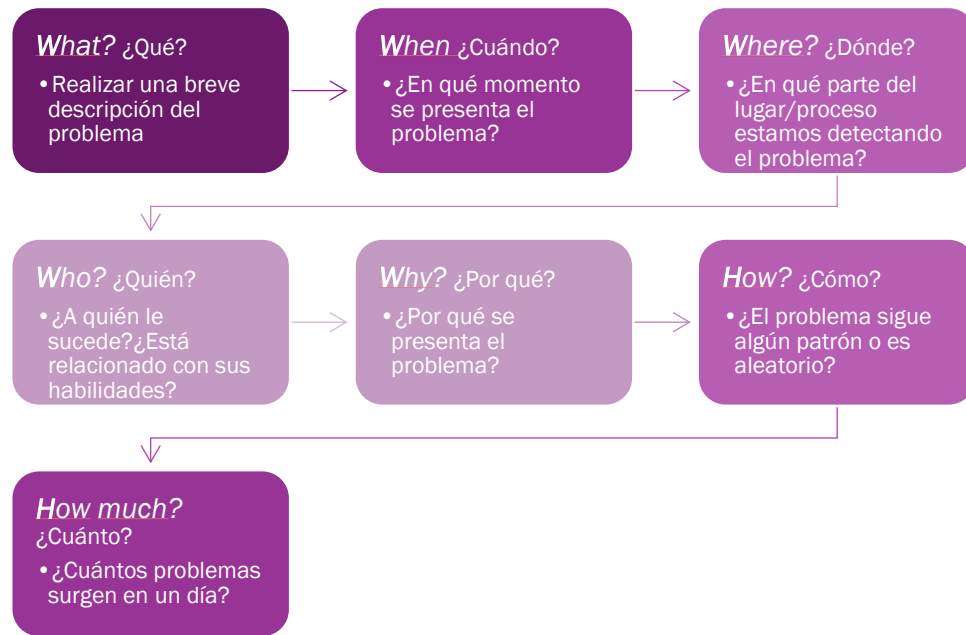 What? ¿Qué?
• Realizar una breve
descripción del
problema
When ¿Cuándo?
• ¿En qué momento
se presenta el
problema?
Where? ¿Dónde?
• ¿En qué parte del
lugar/proceso
estamos detectando
el problema?
Who? ¿Quién?
• ¿A quién le
sucede?¿Está
relacionado con sus
habilidades?
Why? ¿Por qué?
• ¿Por qué se
presenta el
problema?
How? ¿Cómo?
• ¿El problema sigue
algún patrón o es
aleatorio?
How much?
¿Cuánto?
• ¿Cuántos problemas
surgen en un día?